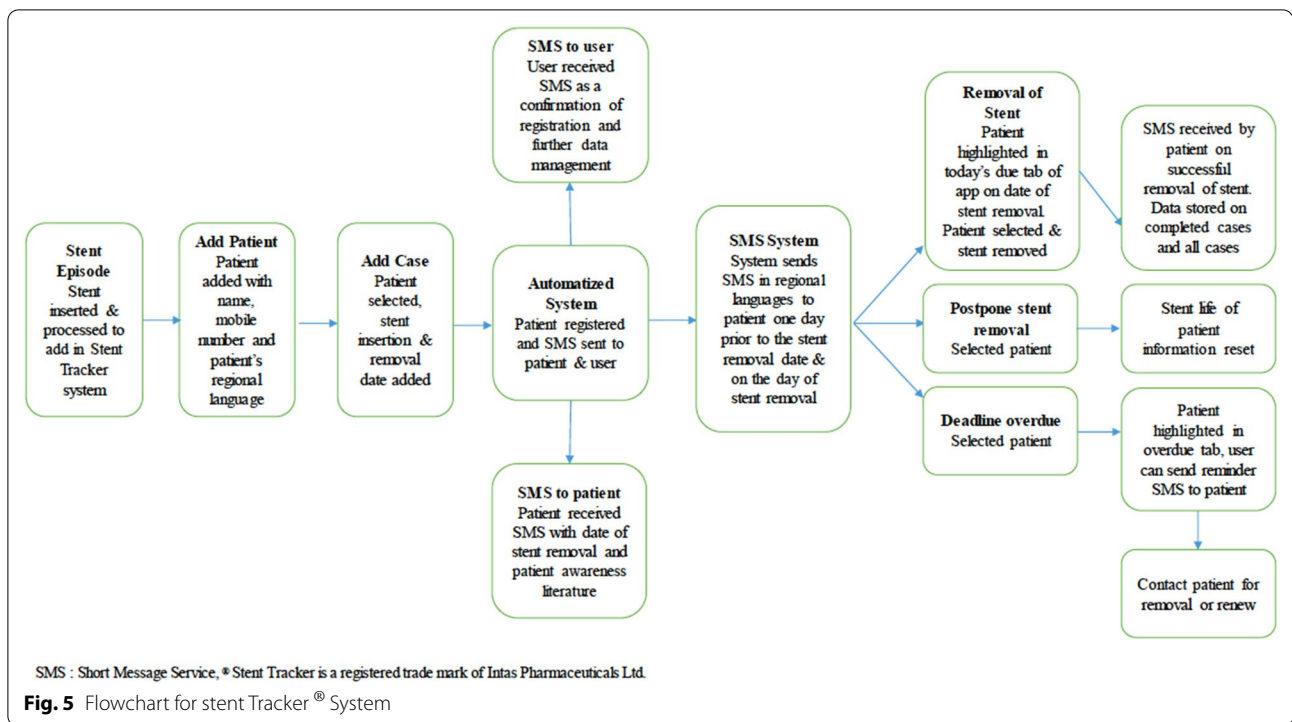 Stent
Episode
Stent
inserted &
processed to
add in Stent
Tracker
system
Add Patient
Patient
added with
name,
mobile
number and
patient's
regional
language
Add Case
Patient
selected,
stent
insertion &
removal
date added
SMS to user
User received
SMS as a
confirmation of
registration and
further data
management
Automatized
System
Patient registered
and SMS sent to
patient & user
SMS to patient
Patient received
SMS with date of
stent removal and
patient awareness
literature
SMS System
System sends
SMS in regional
languages to
patient one day
prior to the stent
removal date &
on the day of
stent removal
Removal of
Stent
Patient
highlighted in
today's due tab of
app on date of
stent removal.
Patient selected &
stent removed
SMS received by
patient on
successful
removal of stent.
Data stored on
completed cases
and all cases
Postpone stent
removal
Selected patient
Stent life of
patient
information reset
Deadline overdue
Selected patient
Patient
highlighted in
overdue tab, user
can send reminder
SMS to patient
Contact patient for
removal or renew
SMS : Short Message Service, ® Stent Tracker is a registered trade mark of Intas Pharmaceuticals Ltd.
Fig. 5 Flowchart for stent Tracker ® System